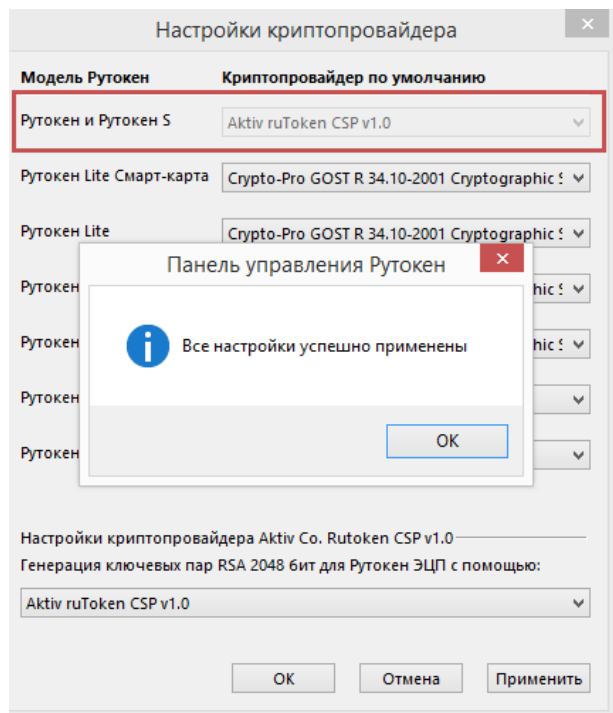 Настройки криптопровайдера
Модель Рутокен Криптопровайдер по умолчанию
Рутокен и Рутокен S Aktiv ruToken CSP v1.0
Рутокен Lite Смарт-карта Crypto-Pro GOST R 34.10-2001 Cryptographic
Рутокен Lite Crypto-Pro GOST R 34.10-2001 Cryptographic
Панель управления Рутокен
Рутокен hic
Все настройки успешно применены
Рутокен hic
Рутокен
OK
Рутокен
Настройки криптопровайдера Aktiv Co. Rutoken CSP v1.0
Генерация ключевых пар RSA 2048 бит для Рутокен ЭЦП с помощью:
Aktiv ruToken CSP v1.0
OK Отмена Применить